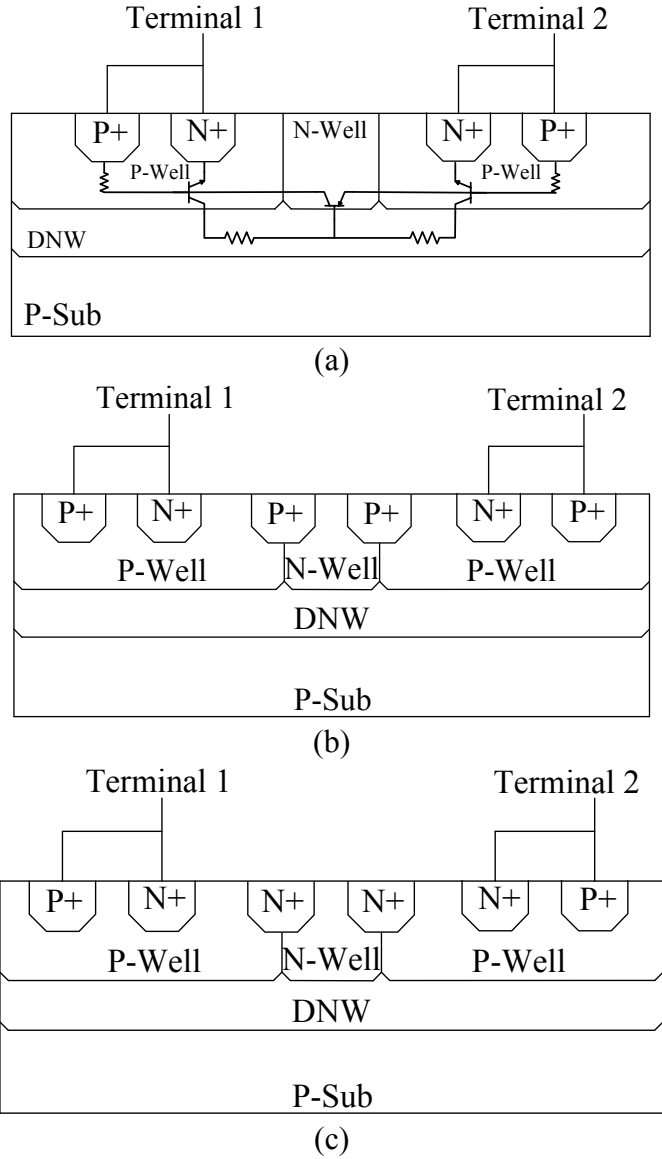 Terminal 1 Terminal 2
P+ N+ N-Well N+ P+
P-Well P-Well
DNW
P-Sub
(a)
Terminal 1 Terminal 2
P+ N+ P+ P+ N+ P+
P-Well N-Well P-Well
DNW
P-Sub
(b)
Terminal 1 Terminal 2
P+ N+ N+ N+ N+ P+
P-Well N-Well P-Well
DNW
P-Sub
(c)